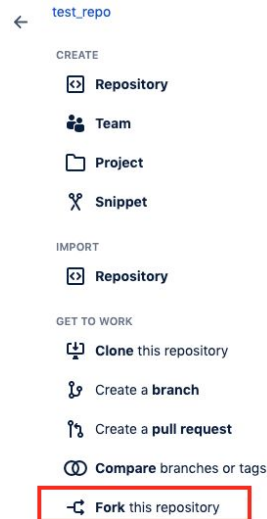 test_repo
CREATE
Repository
Team
Project
Snippet
IMPORT
Repository
GET TO WORK
Clone this repository
Create a branch
Create a pull request
Compare branches or tags
Fork this repository